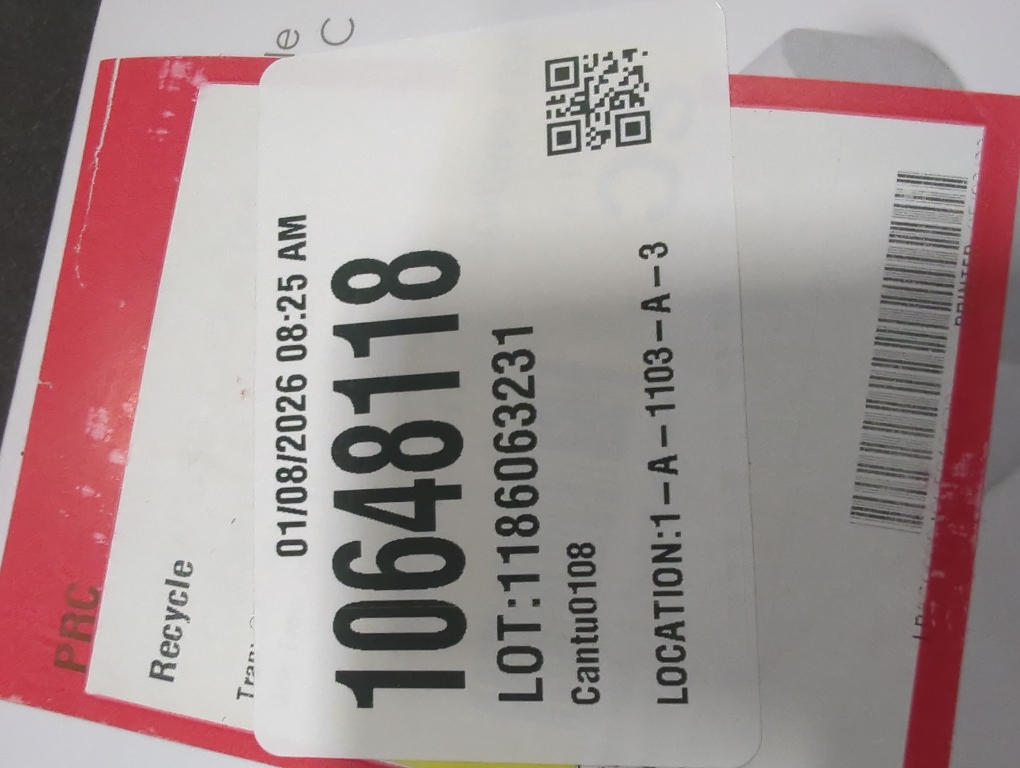 PRC
Recycle
01/08/2026 08:25 AM
10648118
LOT:1186063231
Cantu0108
LOCATION:1-A-1103-A-3